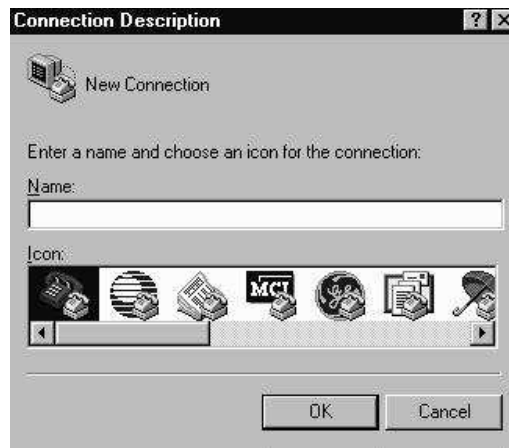 Connection Description
New Connection
Enter a name and choose an icon for the connection:
Name:
Icon:
MCI
OK Cancel